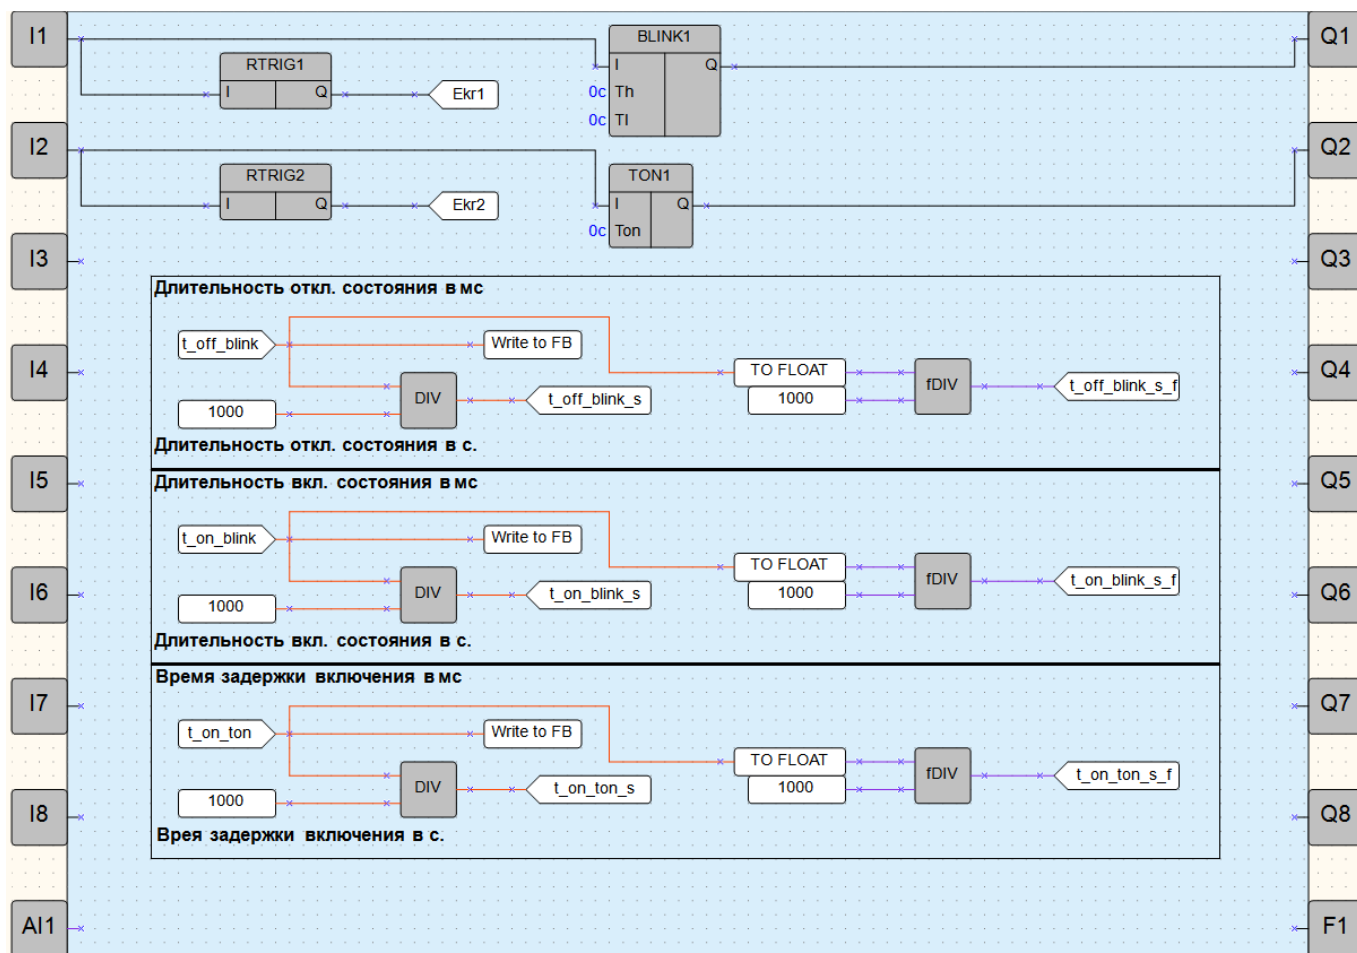 I1
BLINK1
Q1
RTRIG1
I Q
I Q
Ekr1
0c Th
0c Tl
I2
Q2
RTRIG2
TON1
I Q
I Q
Ekr2
0c Ton
I3
Q3
Длительность откл. состояния в мс
t_off_blink
Write to FB
I4
TO FLOAT
fDIV
t_off_blink_s_f
Q4
1000
DIV
t_off_blink_s
1000
Длительность откл. состояния в с.
I5
Q5
Длительность вкл. состояния в мс
t_on_blink
Write to FB
I6
TO FLOAT
fDIV
t_on_blink_s_f
Q6
1000
DIV
t_on_blink_s
1000
Длительность вкл. состояния в с.
Время задержки включения в мс
I7
Q7
t_on_ton
Write to FB
TO FLOAT
fDIV
t_on_ton_s_f
1000
DIV
t_on_ton_s
1000
I8
Q8
Врея задержки включения в с.
AI1
F1